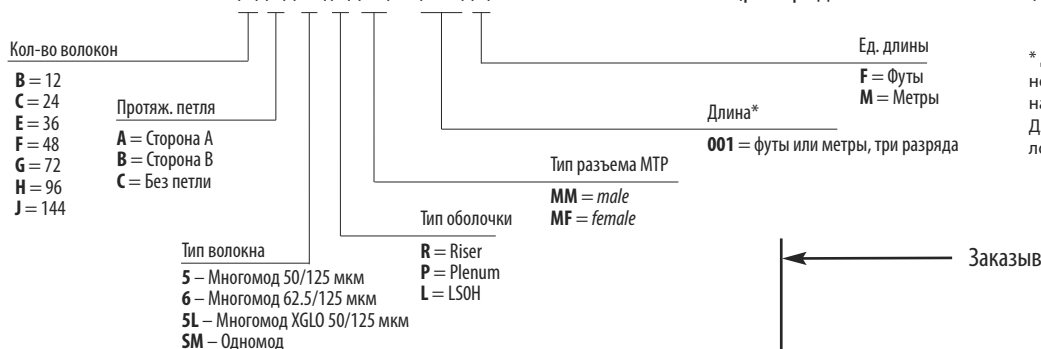 Кол-во волокон
B = 12
C = 24
E = 36
F = 48
G = 72
H = 96
J = 144
Протяж. петля
A = Сторона A
B = Сторона B
C = Без петли
Тип волокна
5 – Многомод 50/125 мкм
6 – Многомод 62.5/125 мкм
5L – Многомод XGLO 50/125 мкм
SM – Одномод
Тип оболочки
R = Riser
P = Plenum
L = LS0H
Тип разъема MTP
MM = male
MF = female
Длина*
001 = футы или метры, три разряда
Ед. длины
F = Футы
M = Метры
*
Заказыв